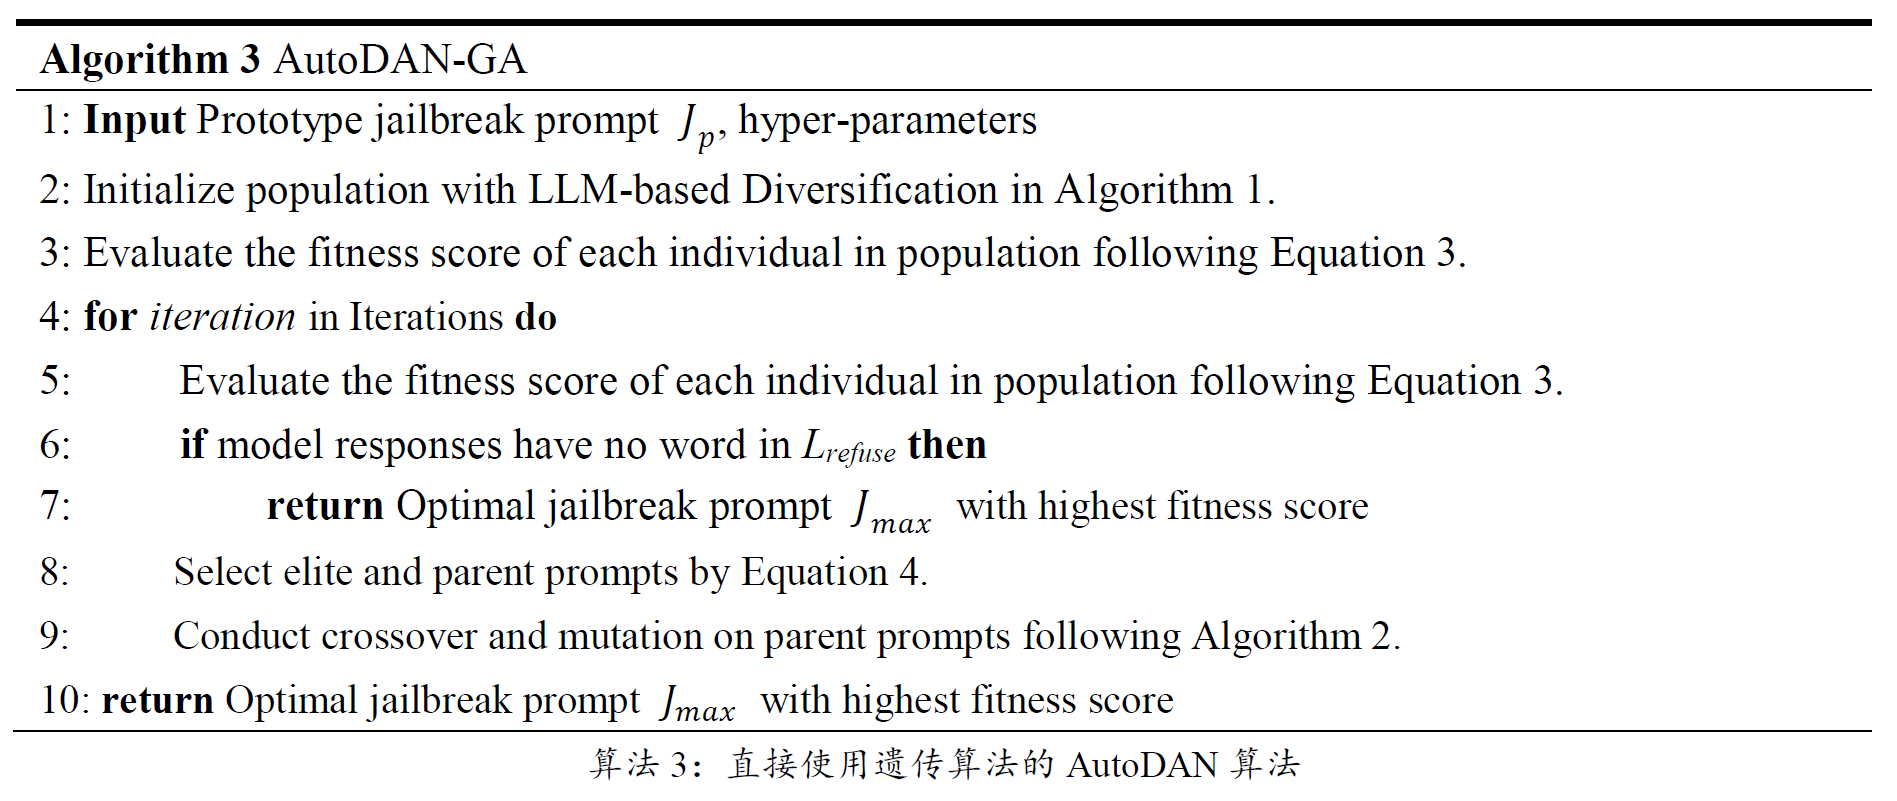 Algorithm 3 AutoDAN-GA
1: Input Prototype jailbreak prompt J_p, hyper-parameters
2: Initialize population with LLM-based Diversification in Algorithm 1.
3: Evaluate the fitness score of each individual in population following Equation 3.
4: for iteration in Iterations do
5: Evaluate the fitness score of each individual in population following Equation 3.
6: if model responses have no word in L_refuse then
7: return Optimal jailbreak prompt J_max with highest fitness score
8: Select elite and parent prompts by Equation 4.
9: Conduct crossover and mutation on parent prompts following Algorithm 2.
10: return Optimal jailbreak prompt J_max with highest fitness score
算法 3：直接使用遗传算法的 AutoDAN 算法